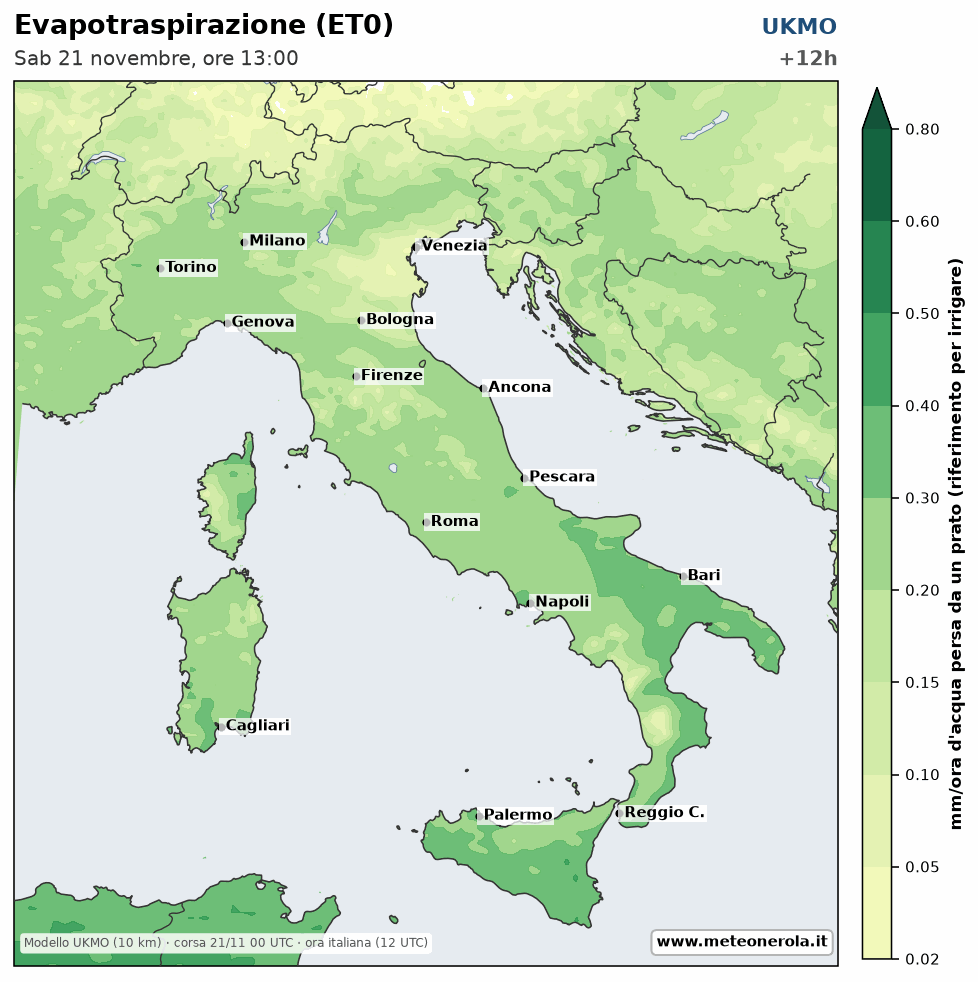 Evapotraspirazione (ET0)
UKMO
Sab 21 novembre, ore 13:00
+12h
Milano
Venezia
Torino
Genova
Bologna
Firenze
Ancona
Pescara
Roma
Bari
Napoli
Cagliari
Palermo
Reggio C.
0.80
0.60
0.50
0.40
0.30
0.20
0.15
0.10
0.05
0.02
mm/ora d'acqua persa da un prato (riferimento per irrigare)
Modello UKMO (10 km) · corsa 21/11 00 UTC · ora italiana (12 UTC)
www.meteonerola.it